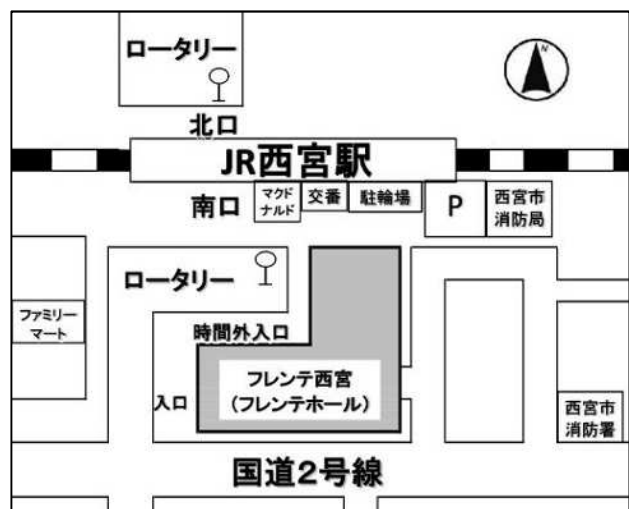 ロータリー
N
北口
JR西宮駅
南口
マクド
ナルド
交番
駐輪場
P
西宮市
消防局
ロータリー
ファミリー
マート
時間外入口
フレンテ西宮
(フレンテホール)
入口
西宮市
消防署
国道2号線